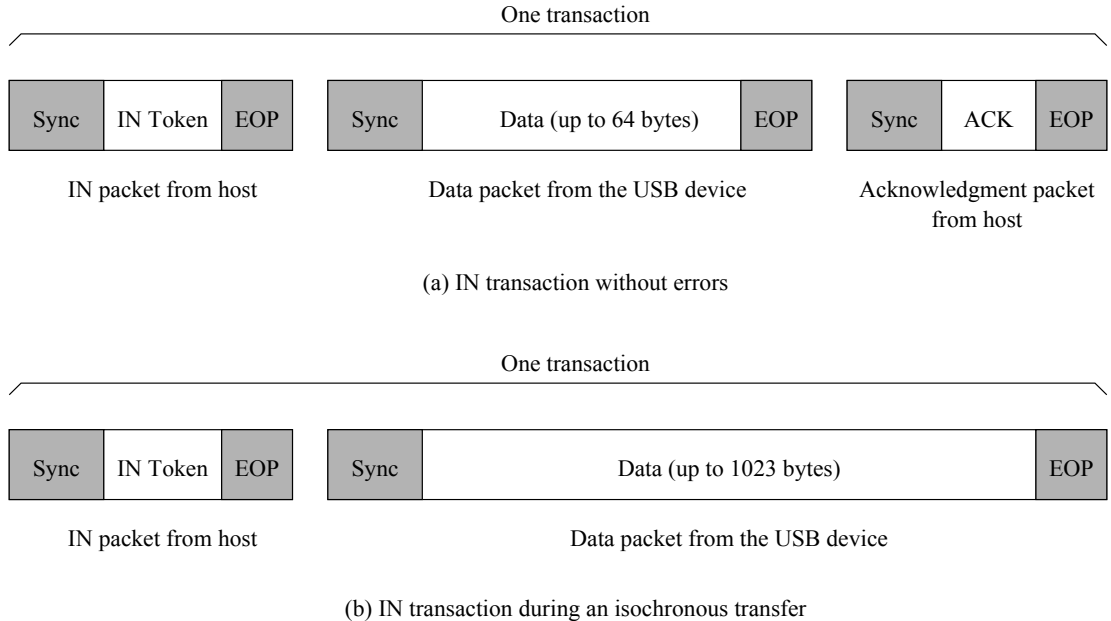 One transaction
Sync IN Token EOP Sync Data (up to 64 bytes) EOP Sync ACK EOP
IN packet from host Data packet from the USB device Acknowledgment packet
from host
(a) IN transaction without errors
One transaction
Sync IN Token EOP Sync Data (up to 1023 bytes) EOP
IN packet from host Data packet from the USB device
(b) IN transaction during an isochronous transfer